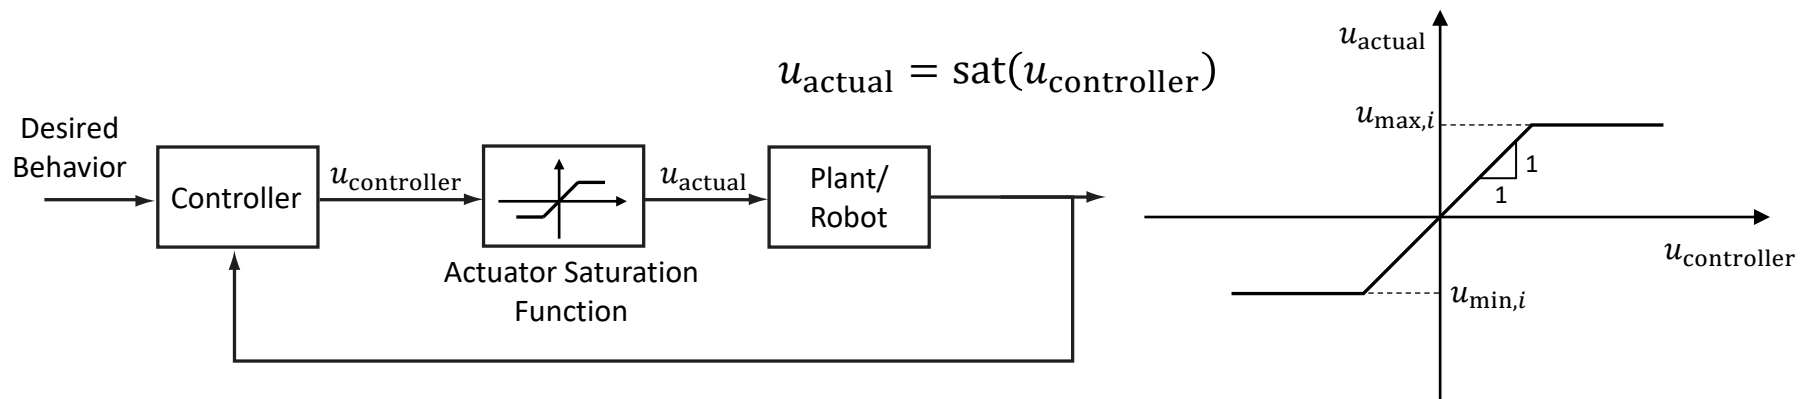 u_actual = sat(u_controller)
Desired
Behavior
Controller
u_controller
u_actual
Plant/
Robot
Actuator Saturation
Function
u_actual
u_max,i
1
1
u_controller
u_min,i